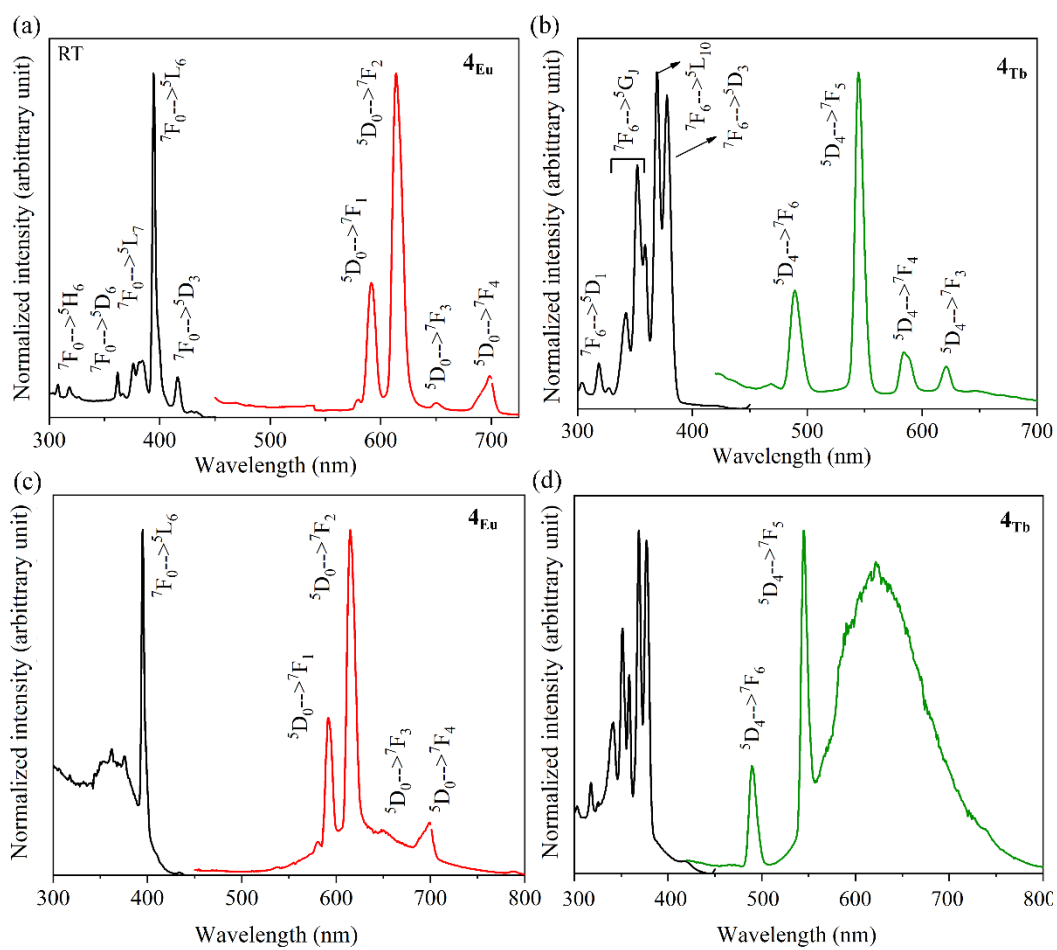 (a)
RT
4Eu
⁷F₀--->⁵H₆
⁷F₀--->⁵D₆
⁷F₀--->⁵L₇
⁷F₀--->⁵L₆
⁷F₀--->⁵D₃
⁵D₀--->⁷F₁
⁵D₀--->⁷F₂
⁵D₀--->⁷F₃
⁵D₀--->⁷F₄
Normalized intensity (arbittrary unit)
300 400 500 600 700
Wavelength (nm)
(b)
4Tb
⁷F₆--->⁵D₁
⁷F₆--->⁵GJ
⁷F₆--->⁵L₁₀
⁷F₆--->⁵D₃
⁵D₄--->⁷F₆
⁵D₄--->⁷F₅
⁵D₄--->⁷F₄
⁵D₄--->⁷F₃
Normalized intensity (arbittrary unit)
300 400 500 600 700
Wavelength (nm)
(c)
4Eu
⁷F₀--->⁵L₆
⁵D₀--->⁷F₁
⁵D₀--->⁷F₂
⁵D₀--->⁷F₃
⁵D₀--->⁷F₄
Normalized intensity (arbittrary unit)
300 400 500 600 700 800
Wavelength (nm)
(d)
4Tb
⁵D₄--->⁷F₆
⁵D₄--->⁷F₅
Normalized intensity (arbittrary unit)
300 400 500 600 700 800
Wavelength (nm)